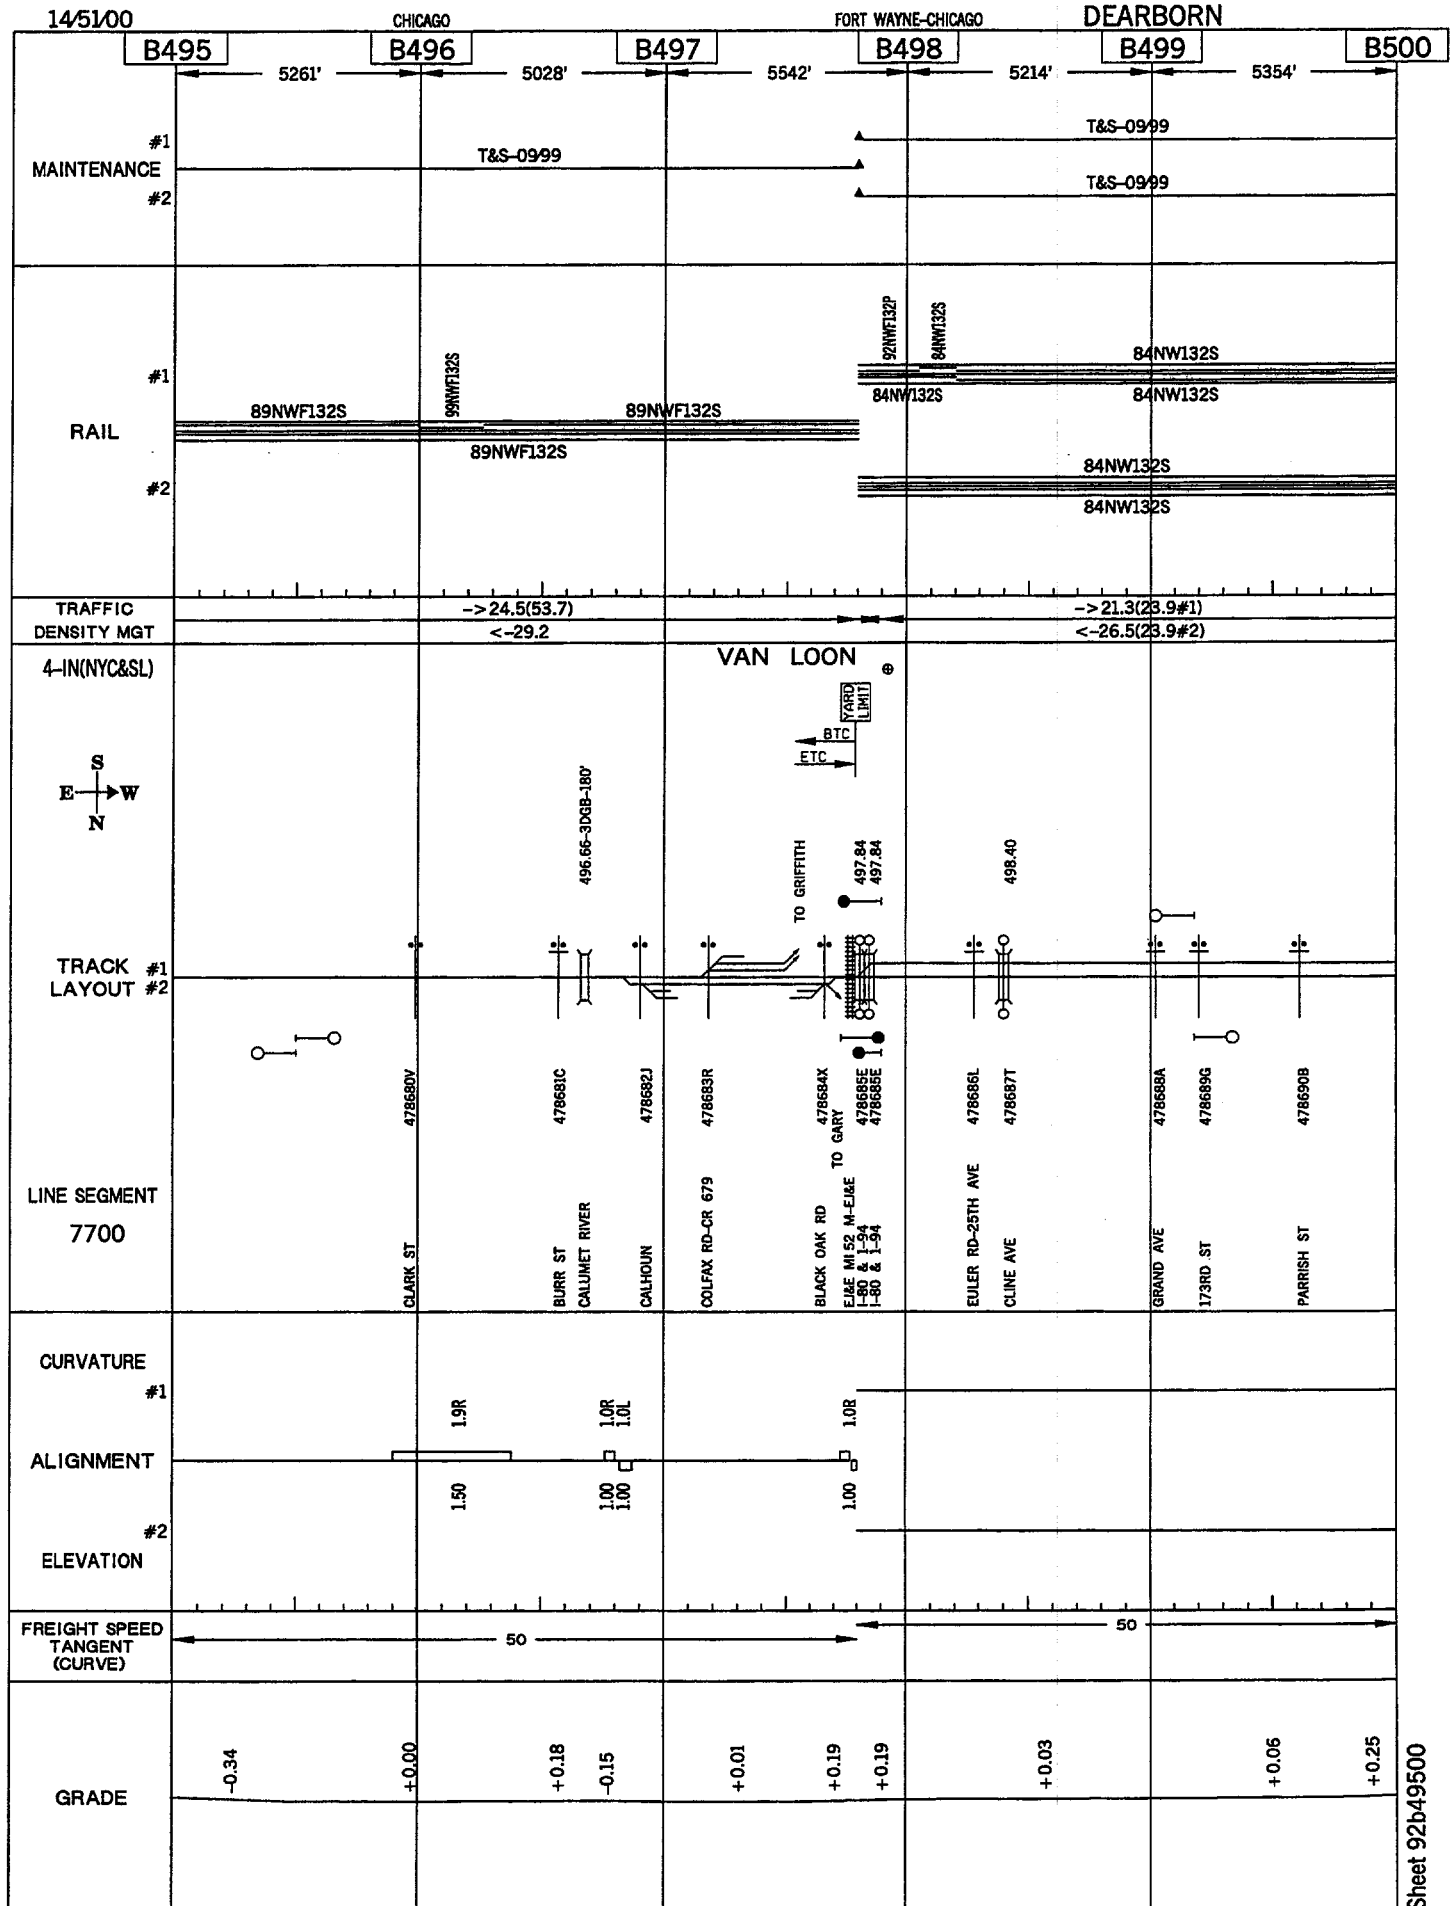 14/51/00 CHICAGO FORT WAYNE-CHICAGO DEARBORN
B495 B496 B497 B498 B499 B500
5261' 5028' 5542' 5214' 5354'
#1 T&S-09/99
MAINTENANCE T&S-09/99
#2 T&S-09/99
99NWF132S 92NWF132P 84NW132S
#1 84NW132S
84NW132S 84NW132S
89NWF132S 89NWF132S
RAIL
89NWF132S
#2 84NW132S
84NW132S
TRAFFIC ->24.5(53.7) ->21.3(23.9#1)
DENSITY MGT <-29.2 <-26.5(23.9#2)
4-IN(NYC&SL) VAN LOON
YARD LIMIT
BTC
ETC
S
E W
N
496.66-3DGB-180' TO GRIFFITH 497.84 497.84 498.40
TRACK #1
LAYOUT #2
478680V 478681C 478682J 478683R 478684X 478685E 478685E 478686L 478687T 478688A 478689G 478690B
TO GARY
LINE SEGMENT
7700
CLARK ST BURR ST CALUMET RIVER CALHOUN COLFAX RD-CR 679 BLACK OAK RD EJ&E MI 52 M-EJ&E I-80 & I-94 I-80 & I-94 EULER RD-25TH AVE CLINE AVE GRAND AVE 173RD ST PARRISH ST
CURVATURE
#1
1.9R 1.0R 1.0L 1.0R
ALIGNMENT
1.50 1.00 1.00 1.00
#2
ELEVATION
FREIGHT SPEED 50
TANGENT 50
(CURVE)
-0.34 +0.00 +0.18 -0.15 +0.01 +0.19 +0.19 +0.03 +0.06 +0.25
GRADE
Sheet 92b49500